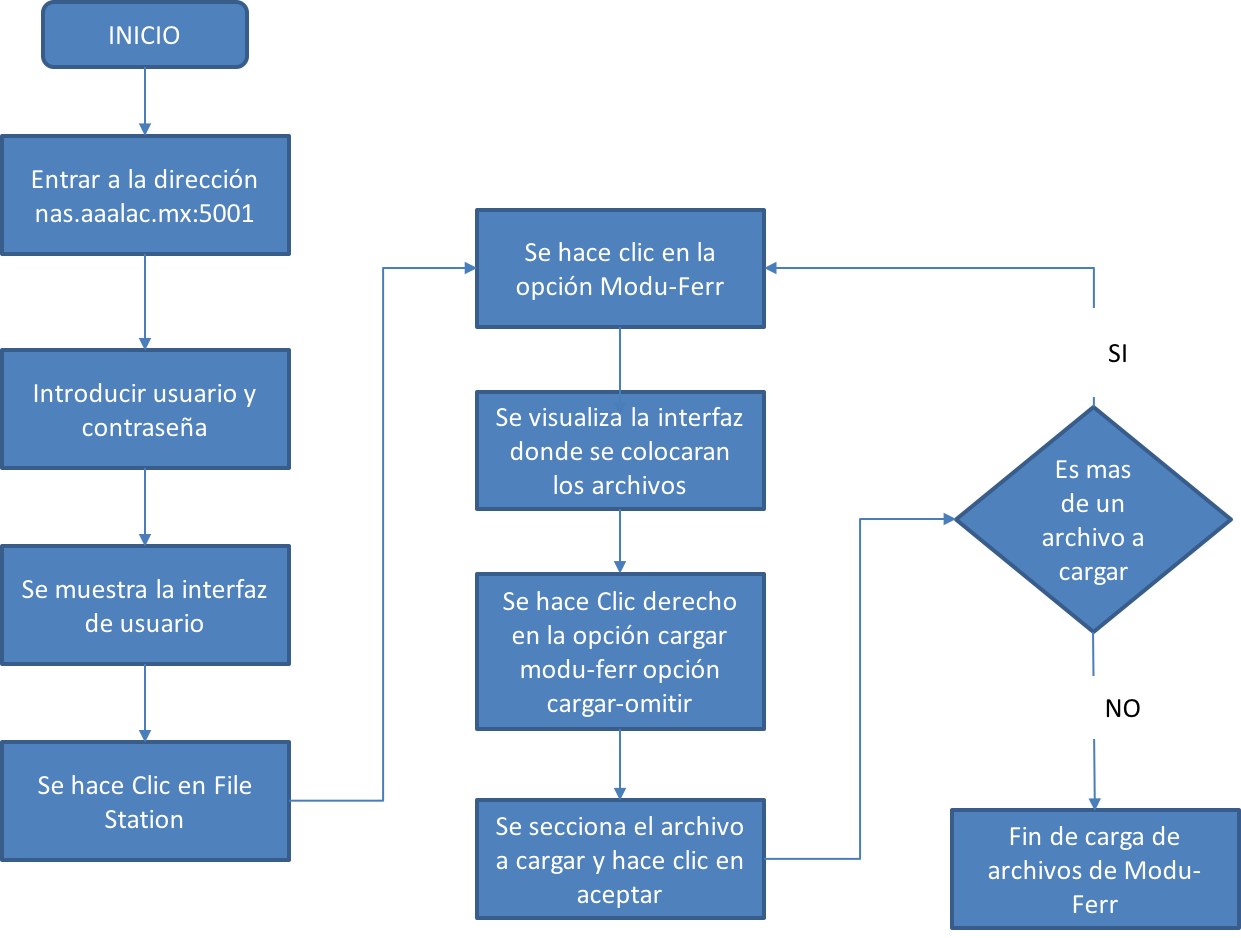 INICIO
Entrar a la dirección
nas.aaalac.mx:5001
Introducir usuario y
contraseña
Se muestra la interfaz
de usuario
Se hace Clic en File
Station
Se hace clic en la
opción Modu-Ferr
Se visualiza la interfaz
donde se colocaran
los archivos
Se hace Clic derecho
en la opción cargar
modu-ferr opción
cargar-omitir
Se secciona el archivo
a cargar y hace clic en
aceptar
SI
Es mas
de un
archivo a
cargar
NO
Fin de carga de
archivos de Modu-
Ferr